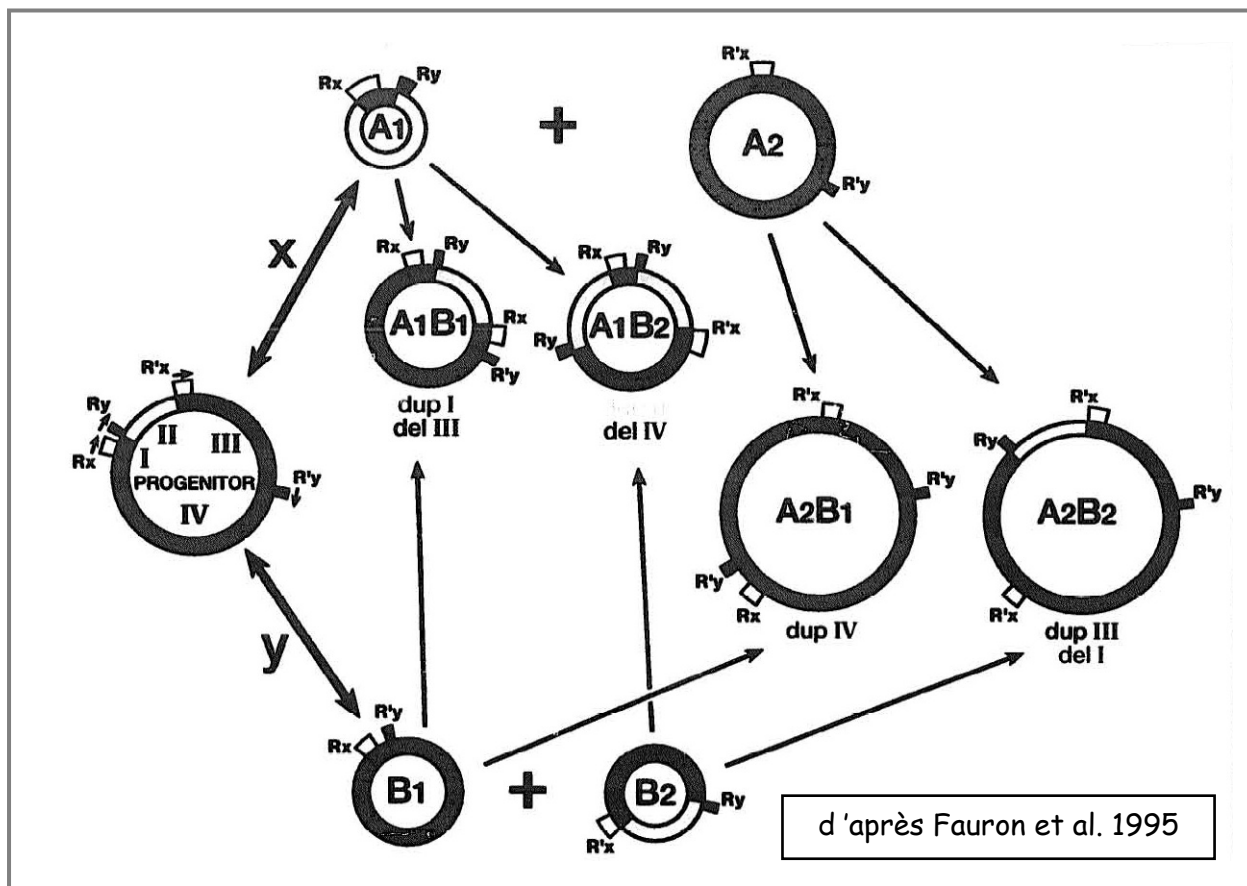 Rx Ry
A1
+
R'x
A2
R'y
x
Rx Ry
A1B1
Rx
R'y
dup I
del III
Rx Ry
A1B2
R'x
Ry
del IV
R'x
Ry
Rx
I II III
PROGENITOR
IV
R'y
R'x
A2B1
R'y
R'y
Rx
dup IV
R'x
Ry
A2B2
R'y
R'x
dup III
del I
y
Rx R'y
B1
+
B2
Ry
R'x
d 'après Fauron et al. 1995